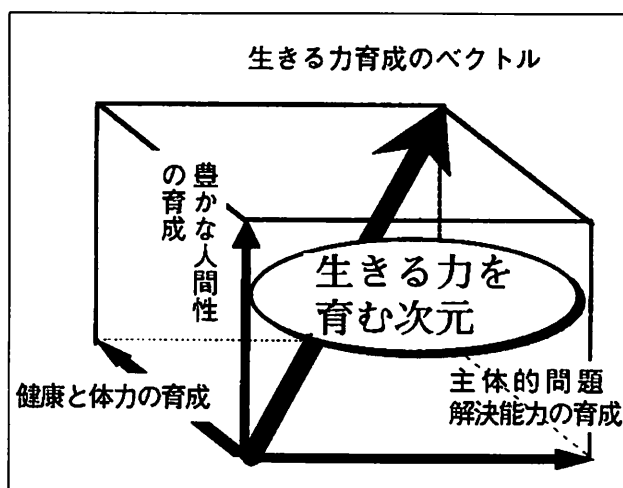 生きる力育成のベクトル
豊かな人間性
の育成
生きる力を
育む次元
健康と体力の育成
主体的問題
解決能力の育成